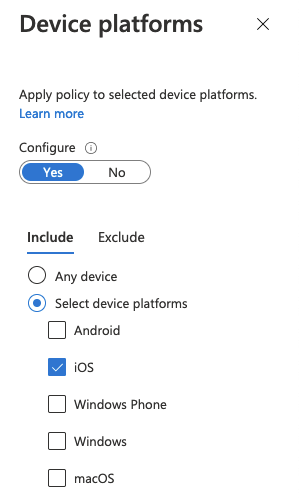 Device platforms
Apply policy to selected device platforms.
Learn more
Configure
Yes No
Include Exclude
Any device
Select device platforms
Android
iOS
Windows Phone
Windows
macOS